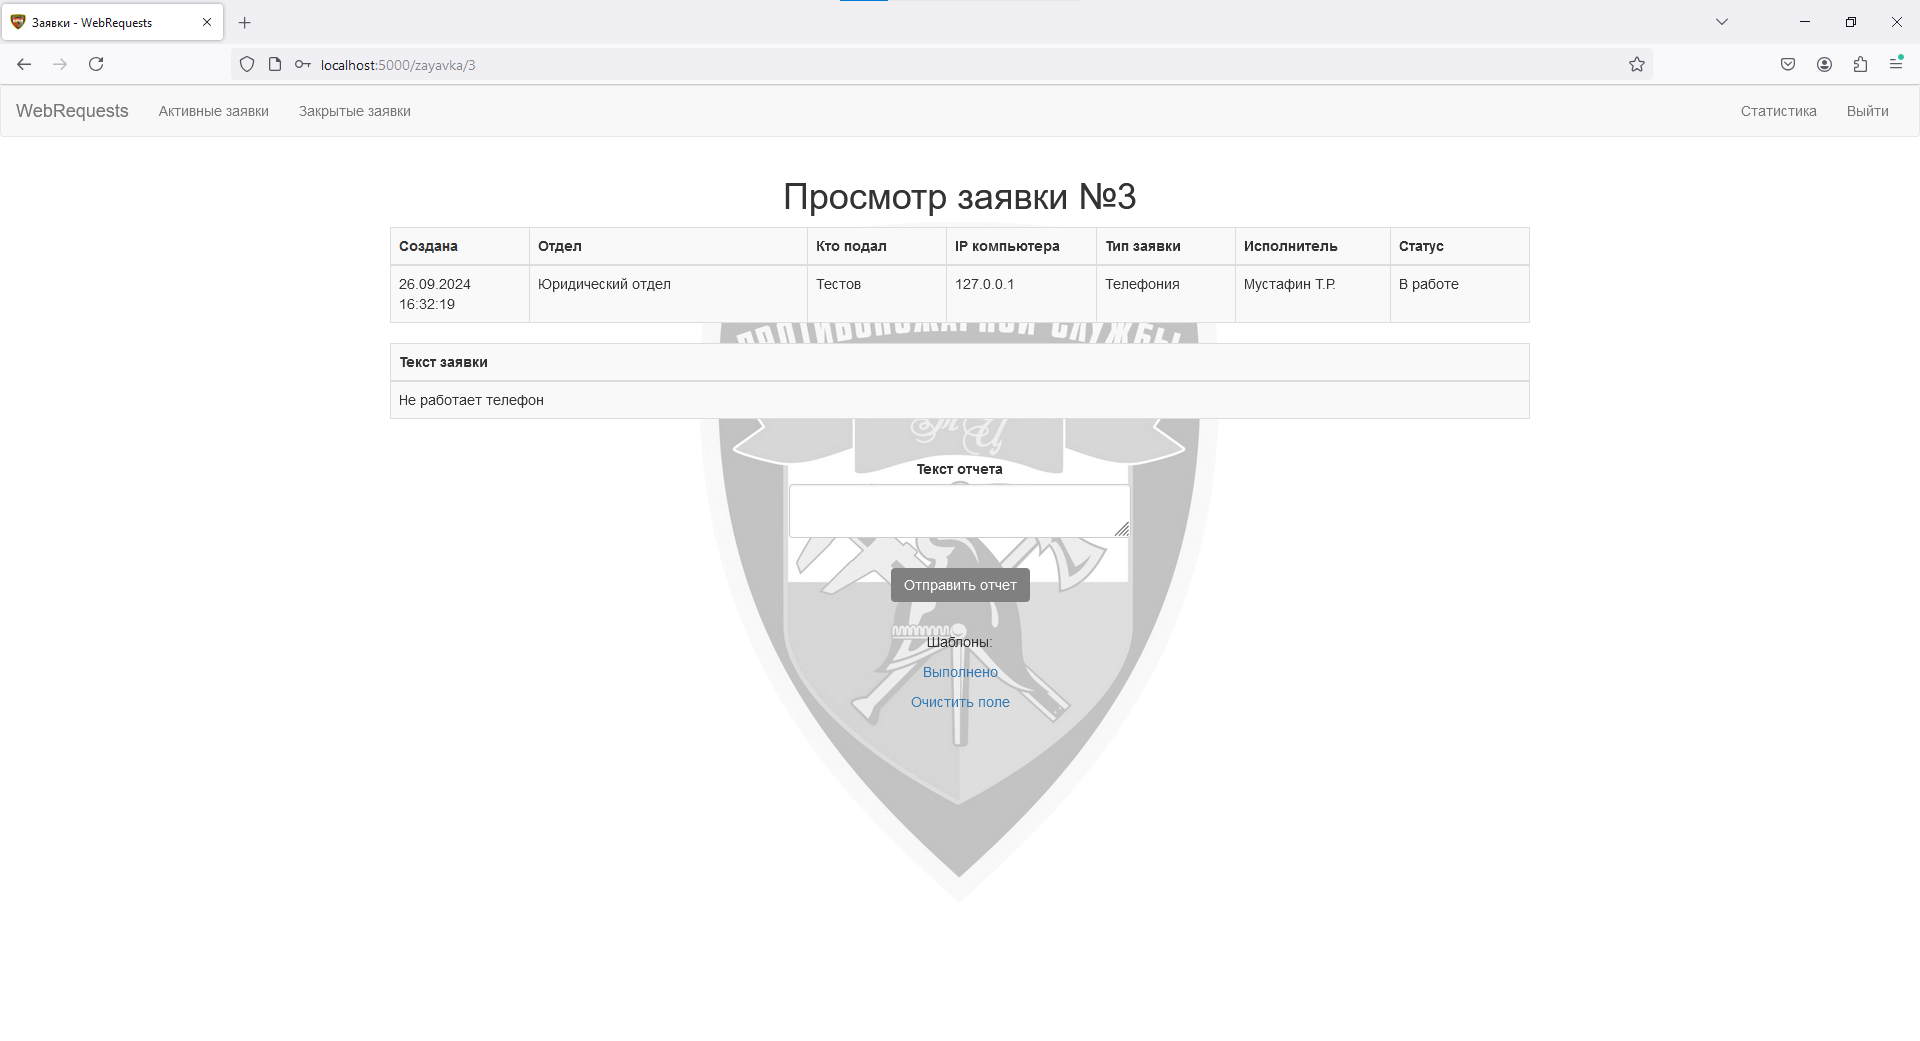 Заявки - WebRequests
localhost:5000/zayavka/3
WebRequests Активные заявки Закрытые заявки Статистика Выйти
Просмотр заявки №3
Создана Отдел Кто подал IP компьютера Тип заявки Исполнитель Статус
26.09.2024 Юридический отдел Тестов 127.0.0.1 Телефония Мустафин Т.Р. В работе
16:32:19
ПРОТИВОПОЖАРНОЙ СЛУЖБЫ
Текст заявки
Не работает телефон
Текст отчета
Отправить отчет
Шаблоны:
Выполнено
Очистить поле